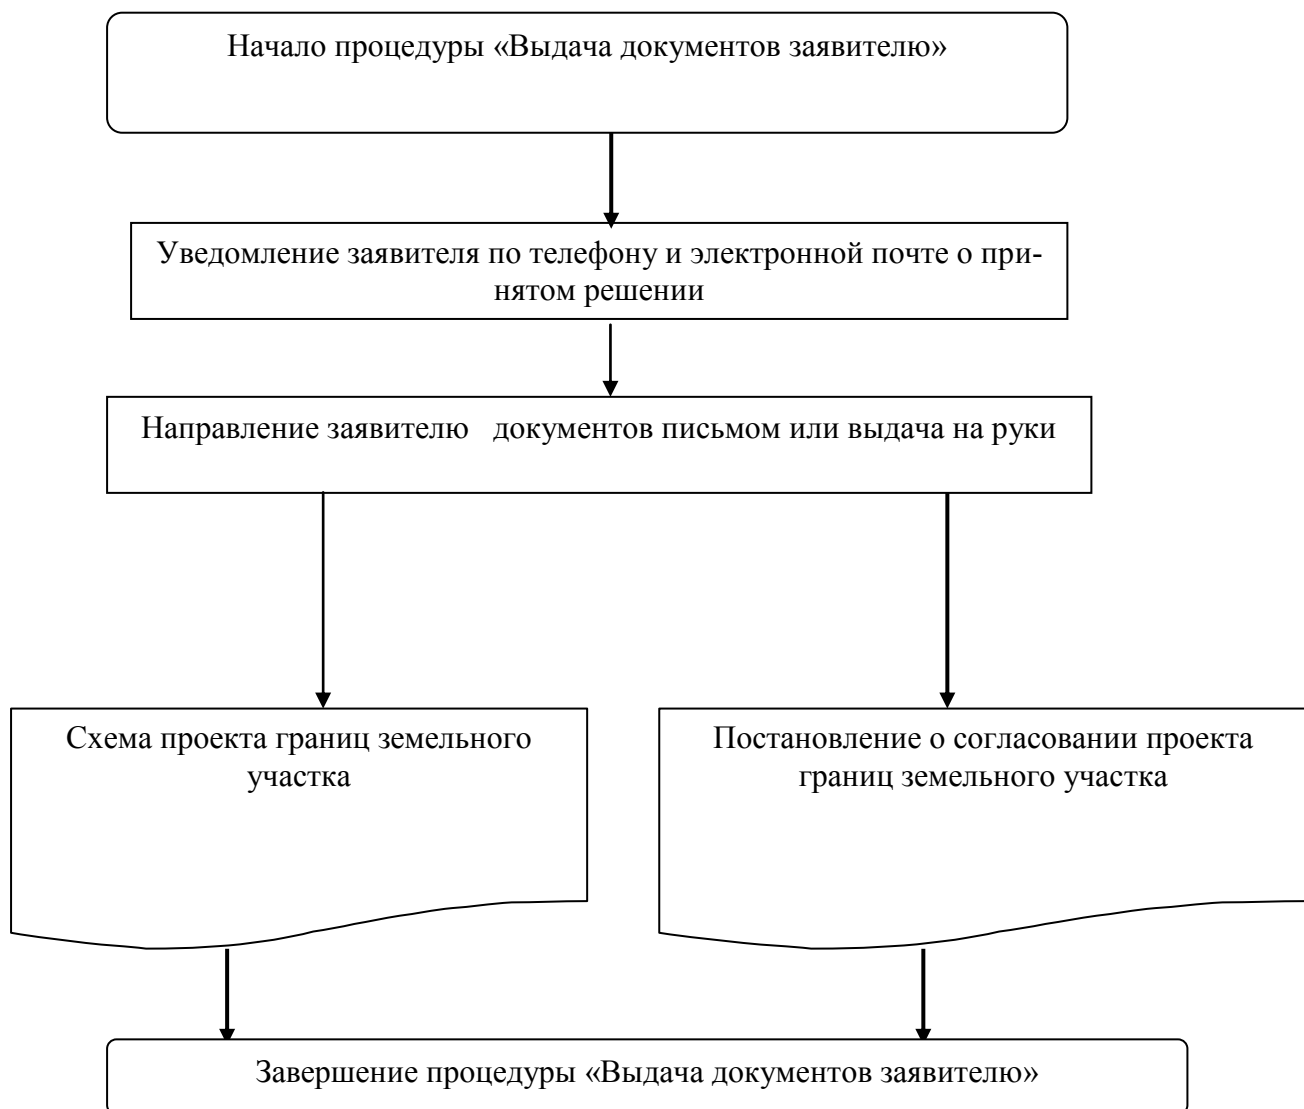 Начало процедуры «Выдача документов заявителю»
Уведомление заявителя по телефону и электронной почте о при-
нятом решении
Направление заявителю документов письмом или выдача на руки
Схема проекта границ земельного
участка
Постановление о согласовании проекта
границ земельного участка
Завершение процедуры «Выдача документов заявителю»